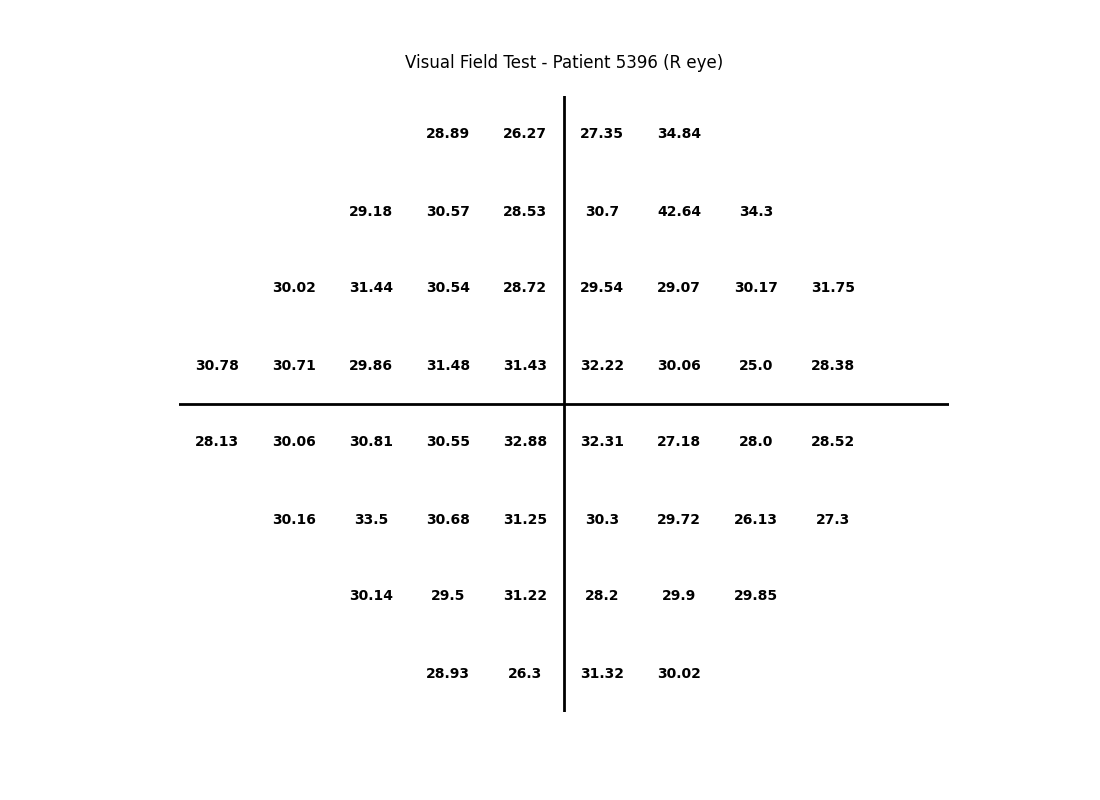 Visual Field Test - Patient 5396 (R eye)
28.89 26.27 27.35 34.84
29.18 30.57 28.53 30.7 42.64 34.3
30.02 31.44 30.54 28.72 29.54 29.07 30.17 31.75
30.78 30.71 29.86 31.48 31.43 32.22 30.06 25.0 28.38
28.13 30.06 30.81 30.55 32.88 32.31 27.18 28.0 28.52
30.16 33.5 30.68 31.25 30.3 29.72 26.13 27.3
30.14 29.5 31.22 28.2 29.9 29.85
28.93 26.3 31.32 30.02